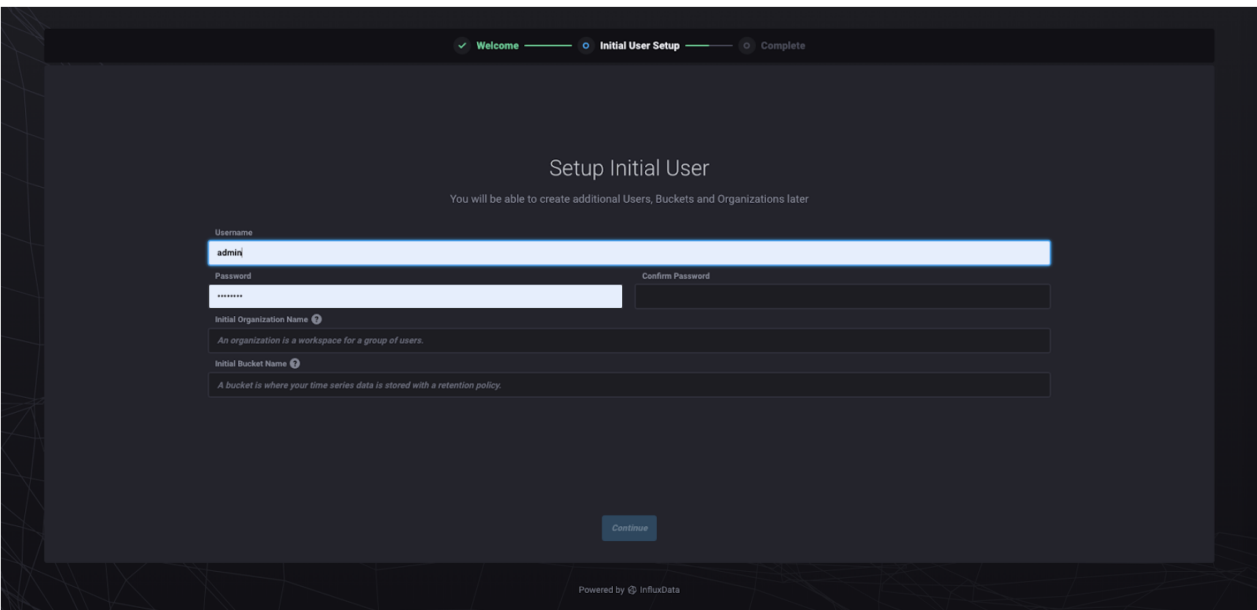 Welcome Initial User Setup Complete
Setup Initial User
You will be able to create additional Users, Buckets and Organizations later
Username
admin
Password Confirm Password
••••••••
Initial Organization Name ?
An organization is a workspace for a group of users.
Initial Bucket Name ?
A bucket is where your time series data is stored with a retention policy.
Continue
Powered by InfluxData